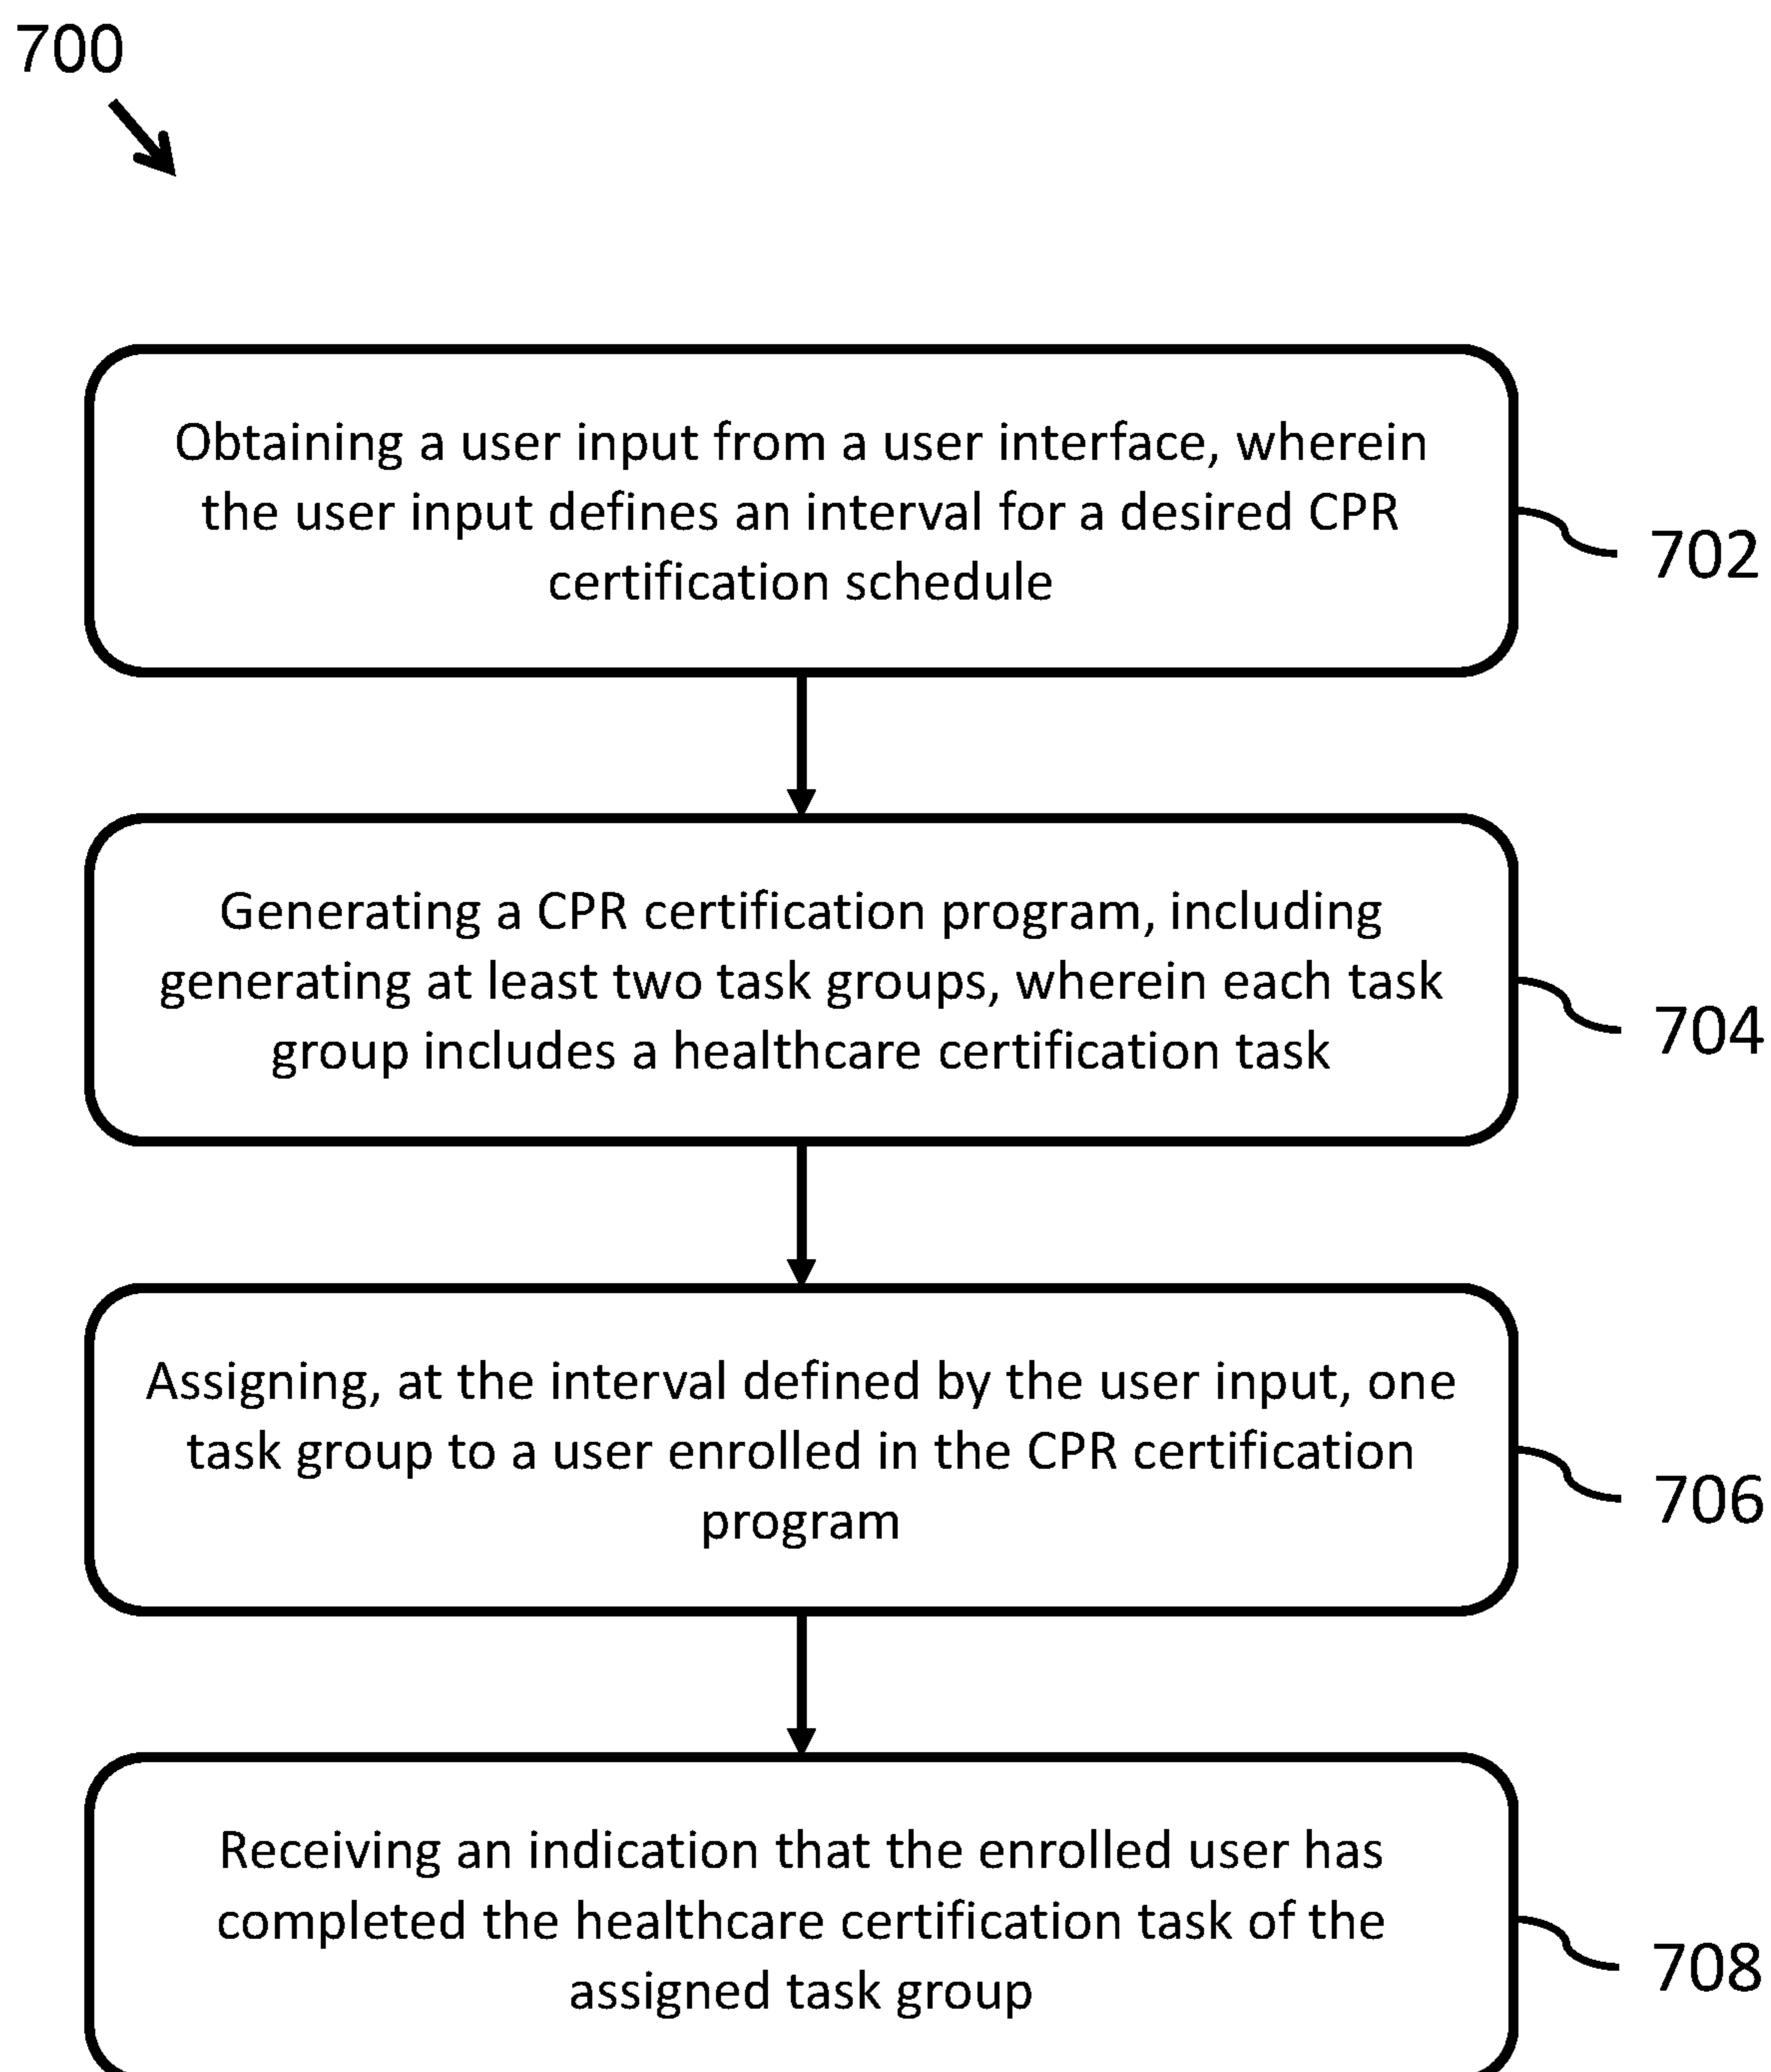 700
Obtaining a user input from a user interface, wherein
the user input defines an interval for a desired CPR
certification schedule
702
Generating a CPR certification program, including
generating at least two task groups, wherein each task
group includes a healthcare certification task
704
Assigning, at the interval defined by the user input, one
task group to a user enrolled in the CPR certification
program
706
Receiving an indication that the enrolled user has
completed the healthcare certification task of the
assigned task group
708